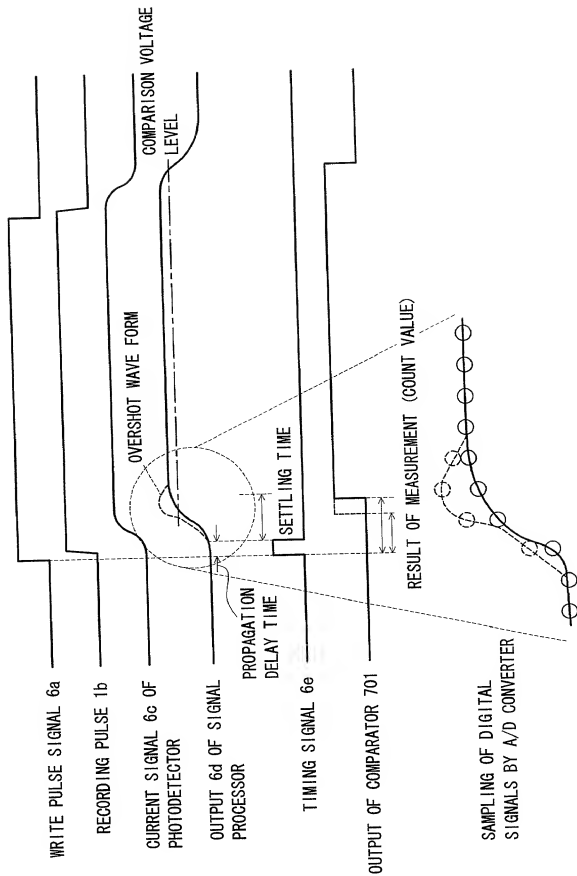 WRITE PULSE SIGNAL 6a
RECORDING PULSE 1b
CURRENT SIGNAL 6c OF
PHOTODETECTOR
OUTPUT 6d OF SIGNAL
PROCESSOR
PROPAGATION
DELAY TIME
TIMING SIGNAL 6e
OUTPUT OF COMPARATOR 701
SAMPLING OF DIGITAL
SIGNALS BY A/D CONVERTER
OVERSHOT WAVE FORM
COMPARISON VOLTAGE
LEVEL
SETTLING TIME
RESULT OF MEASUREMENT (COUNT VALUE)